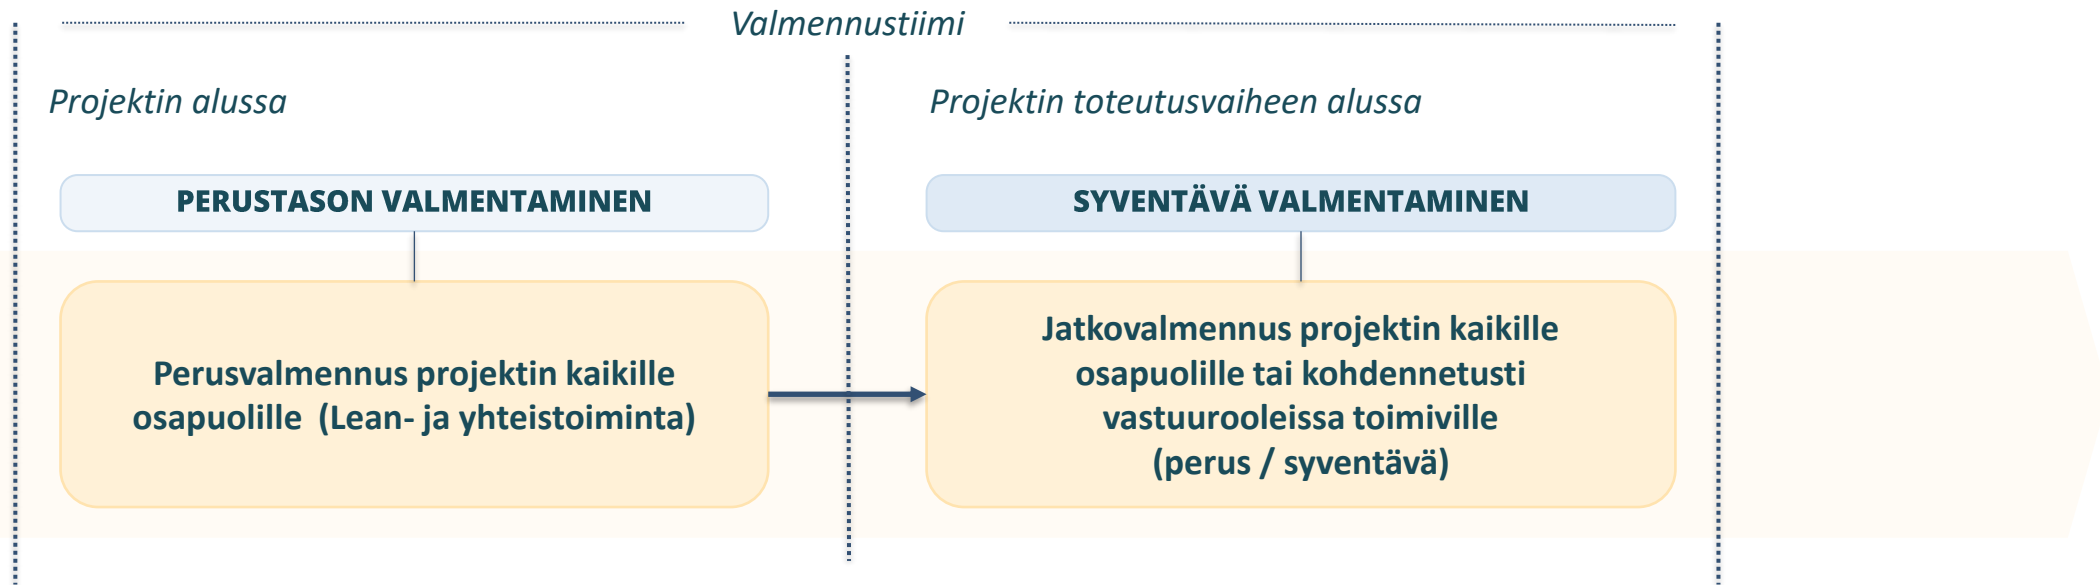 Valmennustiimi
Projektin alussa
Projektin toteutusvaiheen alussa
PERUSTASON VALMENTAMINEN
SYVENTÄVÄ VALMENTAMINEN
Perusvalmennus projektin kaikille
osapuolille (Lean- ja yhteistoiminta)
Jatkovalmennus projektin kaikille
osapuolille tai kohdennetusti
vastuurooleissa toimiville
(perus / syventävä)